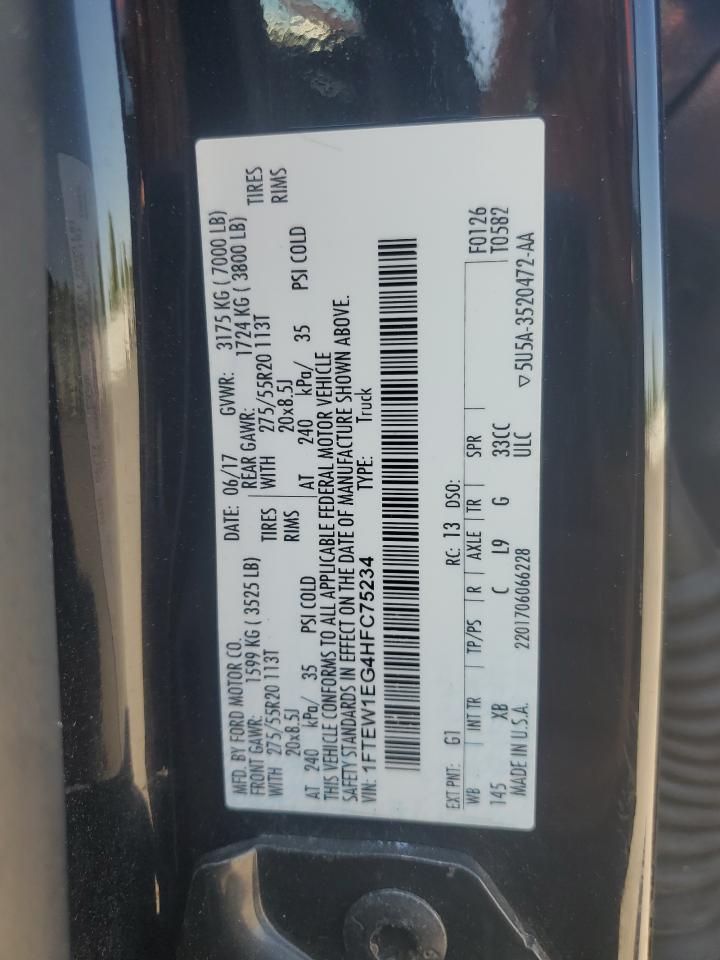 MFD. BY FORD MOTOR CO.
DATE: 06/17 GVWR: 3175 KG ( 7000 LB)
FRONT GAWR: 1599 KG ( 3525 LB) REAR GAWR: 1724 KG ( 3800 LB)
WITH 275/55R20 113T TIRES WITH 275/55R20 113T TIRES
20x8.5J RIMS 20x8.5J RIMS
AT 240 kPa/ 35 PSI COLD AT 240 kPa/ 35 PSI COLD
THIS VEHICLE CONFORMS TO ALL APPLICABLE FEDERAL MOTOR VEHICLE
SAFETY STANDARDS IN EFFECT ON THE DATE OF MANUFACTURE SHOWN ABOVE.
VIN: 1FTEW1EG4HFC75234 TYPE: Truck
EXT PNT: G1 RC: 13 DSO: F0126
WB INT TR TP/PS R AXLE TR SPR T0582
145 XB C L9 G 33CC
MADE IN U.S.A. 2201706066228 ULC ▽5U5A-3520472-AA